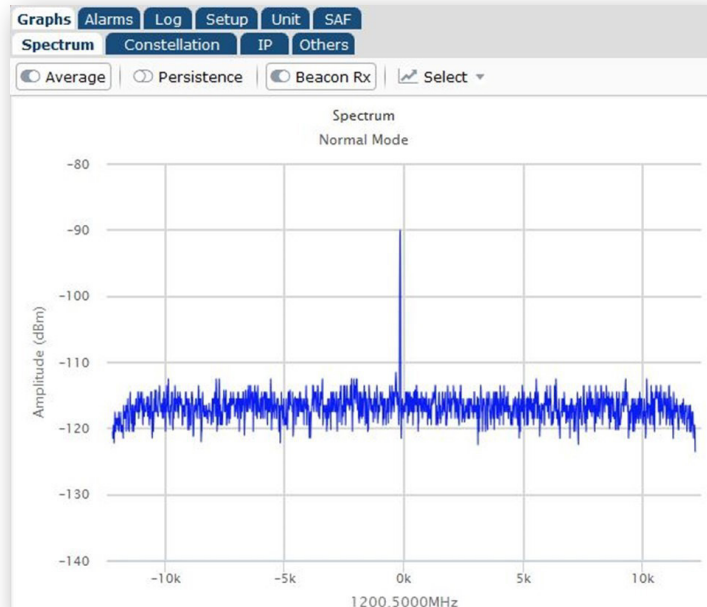 Graphs Alarms Log Setup Unit SAF
Spectrum Constellation IP Others
Average Persistence Beacon Rx Select
Spectrum
Normal Mode
-80
-90
-100
-110
-120
-130
-140
Amplitude (dBm)
-10k -5k 0k 5k 10k
1200.5000MHz